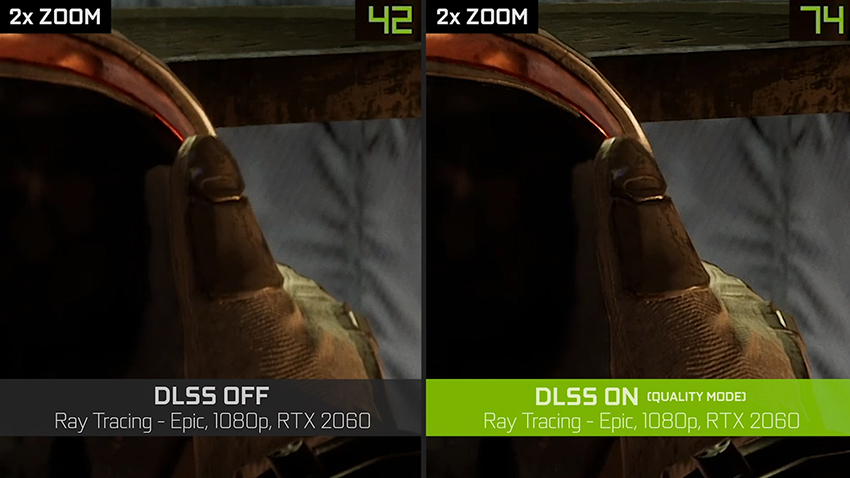 2x ZOOM
42
DLSS OFF
Ray Tracing - Epic, 1080p, RTX 2060
2x ZOOM
74
DLSS ON (QUALITY MODE)
Ray Tracing - Epic, 1080p, RTX 2060